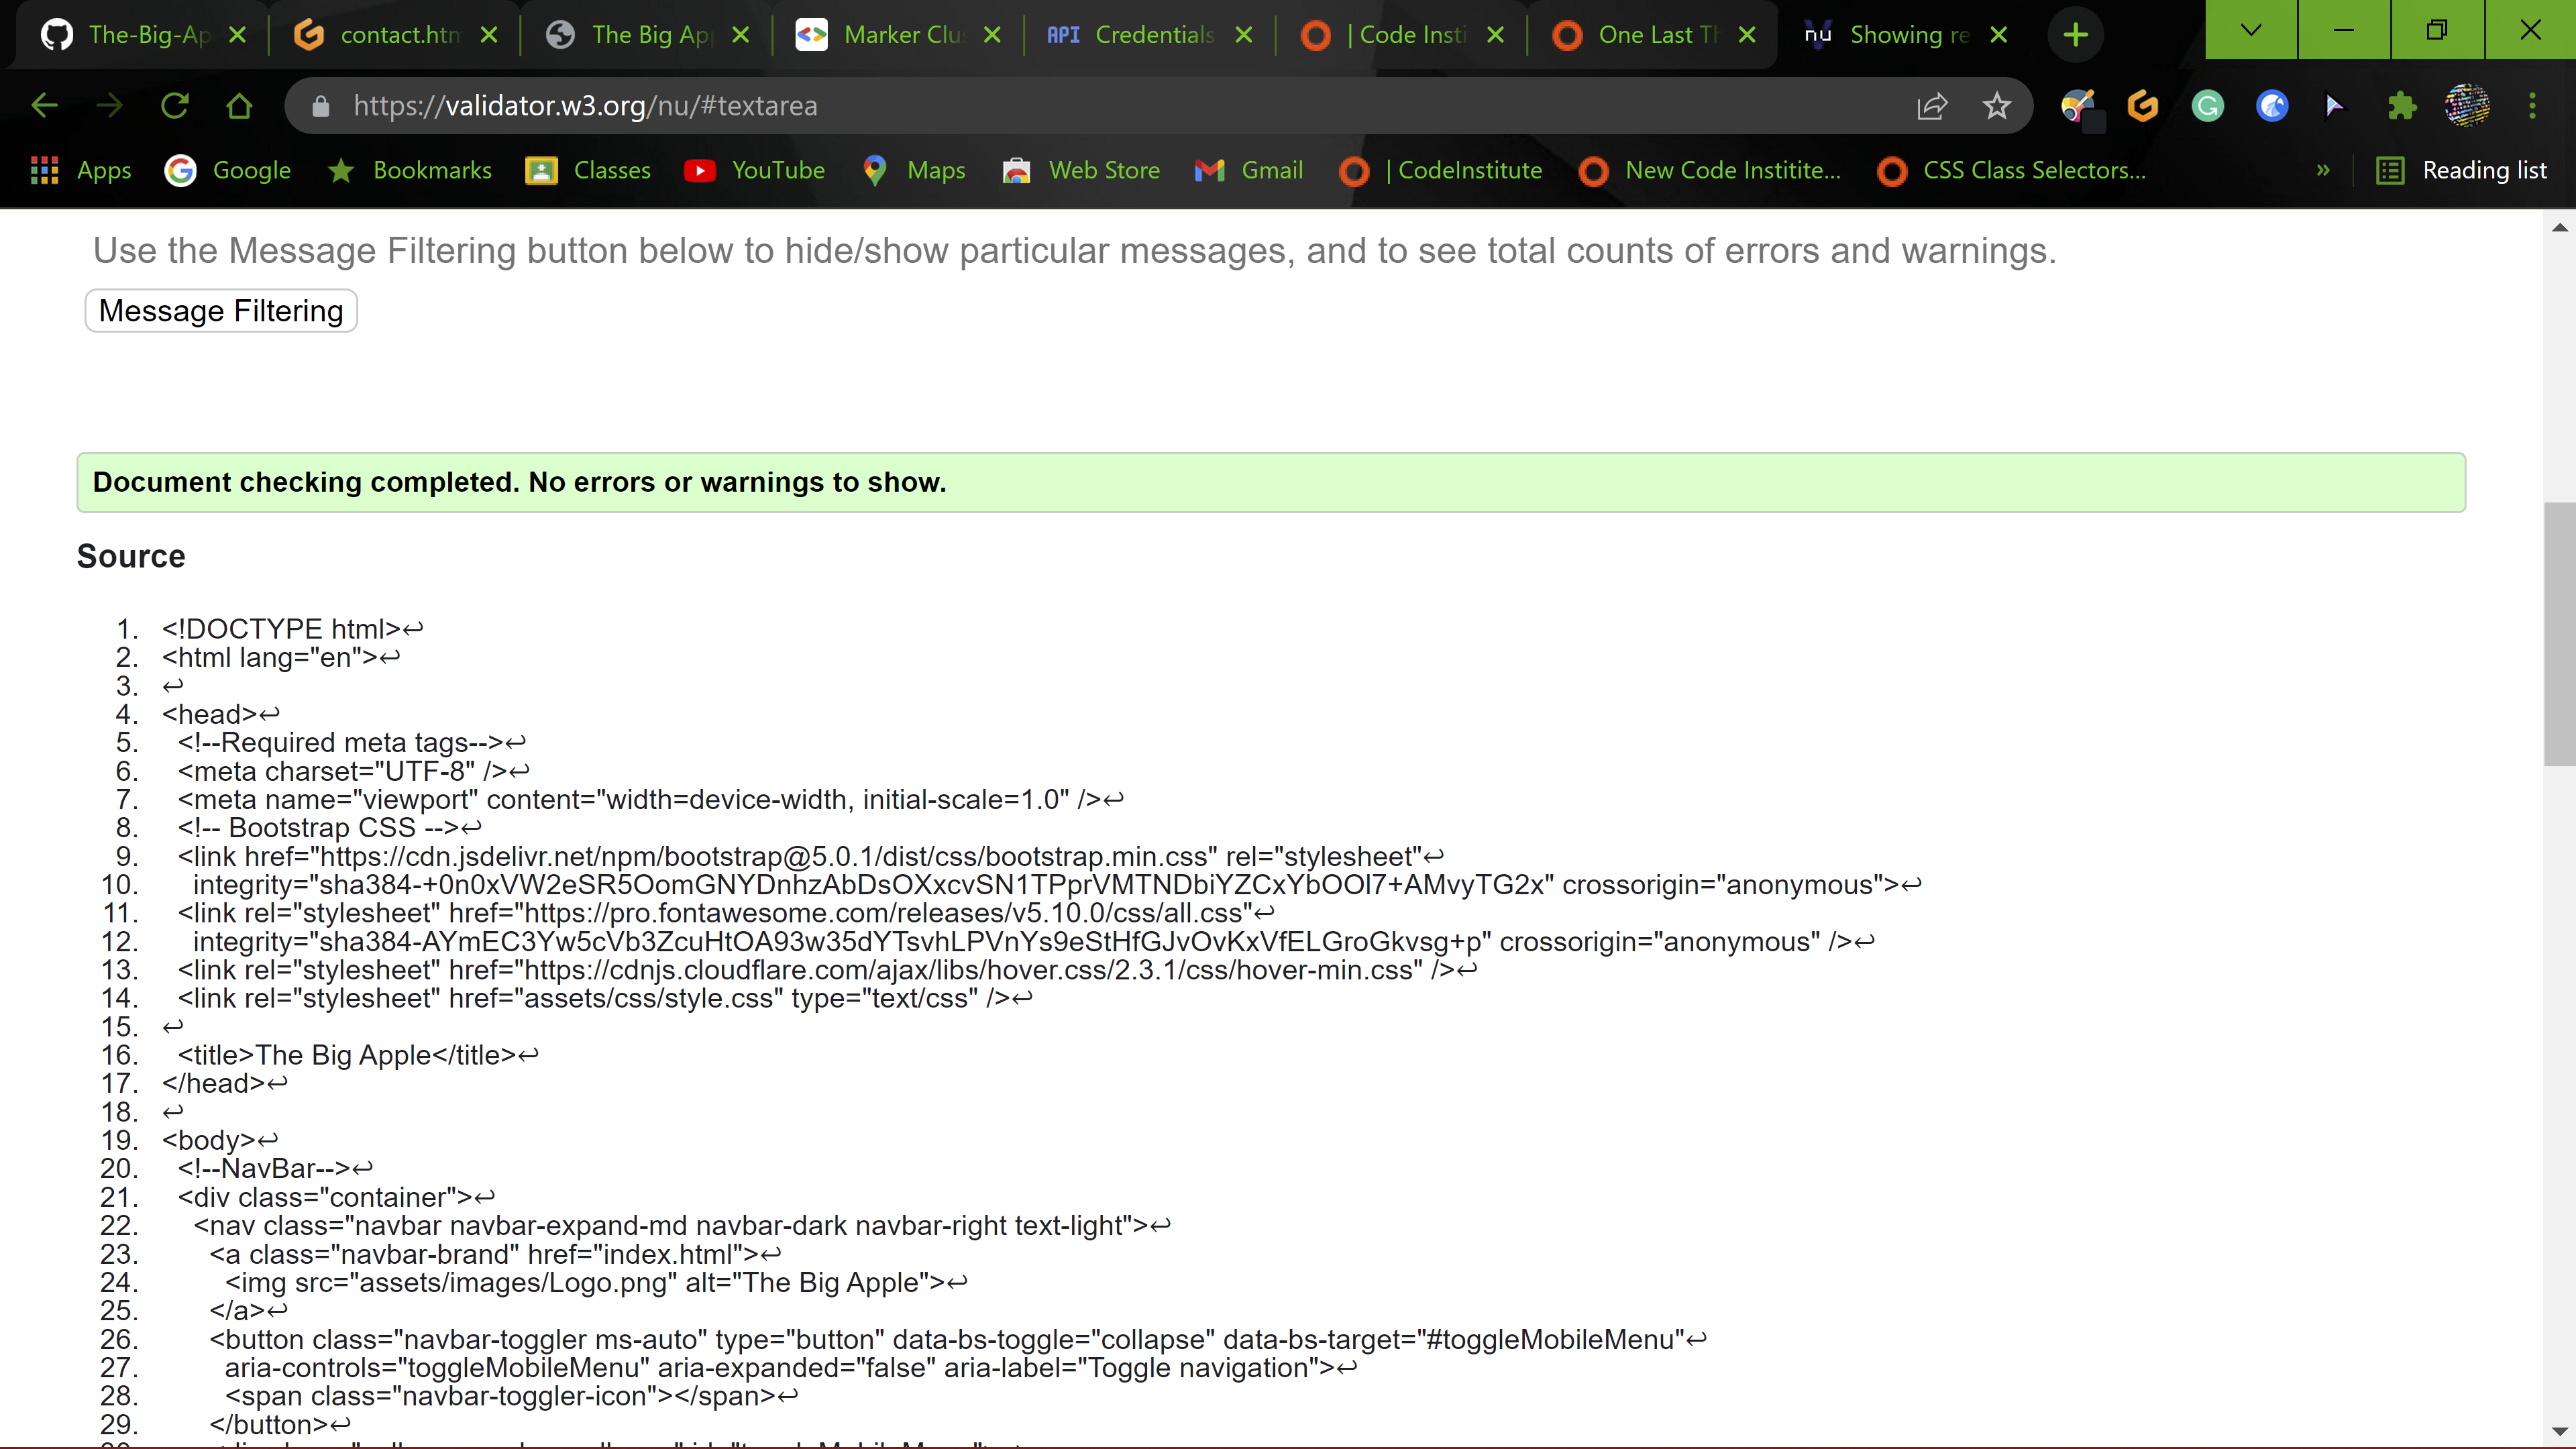 The-Big-Ap contact.htm The Big App Marker Clus API Credentials | Code Insti One Last Th nu Showing re
https://validator.w3.org/nu/#textarea
Apps Google Bookmarks Classes YouTube Maps Web Store Gmail | CodeInstitute New Code Institite... CSS Class Selectors... » Reading list
Use the Message Filtering button below to hide/show particular messages, and to see total counts of errors and warnings.
Message Filtering
Document checking completed. No errors or warnings to show.
Source
1. <!DOCTYPE html>↩
2. <html lang="en">↩
3. ↩
4. <head>↩
5. <!--Required meta tags-->↩
6. <meta charset="UTF-8" />↩
7. <meta name="viewport" content="width=device-width, initial-scale=1.0" />↩
8. <!-- Bootstrap CSS -->↩
9. <link href="https://cdn.jsdelivr.net/npm/bootstrap@5.0.1/dist/css/bootstrap.min.css" rel="stylesheet"↩
10. integrity="sha384-+0n0xVW2eSR5OomGNYDnhzAbDsOXxcvSN1TPprVMTNDbiYZCxYbOOl7+AMvyTG2x" crossorigin="anonymous">↩
11. <link rel="stylesheet" href="https://pro.fontawesome.com/releases/v5.10.0/css/all.css"↩
12. integrity="sha384-AYmEC3Yw5cVb3ZcuHtOA93w35dYTsvhLPVnYs9eStHfGJvOvKxVfELGroGkvsg+p" crossorigin="anonymous" />↩
13. <link rel="stylesheet" href="https://cdnjs.cloudflare.com/ajax/libs/hover.css/2.3.1/css/hover-min.css" />↩
14. <link rel="stylesheet" href="assets/css/style.css" type="text/css" />↩
15. ↩
16. <title>The Big Apple</title>↩
17. </head>↩
18. ↩
19. <body>↩
20. <!--NavBar-->↩
21. <div class="container">↩
22. <nav class="navbar navbar-expand-md navbar-dark navbar-right text-light">↩
23. <a class="navbar-brand" href="index.html">↩
24. <img src="assets/images/Logo.png" alt="The Big Apple">↩
25. </a>↩
26. <button class="navbar-toggler ms-auto" type="button" data-bs-toggle="collapse" data-bs-target="#toggleMobileMenu"↩
27. aria-controls="toggleMobileMenu" aria-expanded="false" aria-label="Toggle navigation">↩
28. <span class="navbar-toggler-icon"></span>↩
29. </button>↩